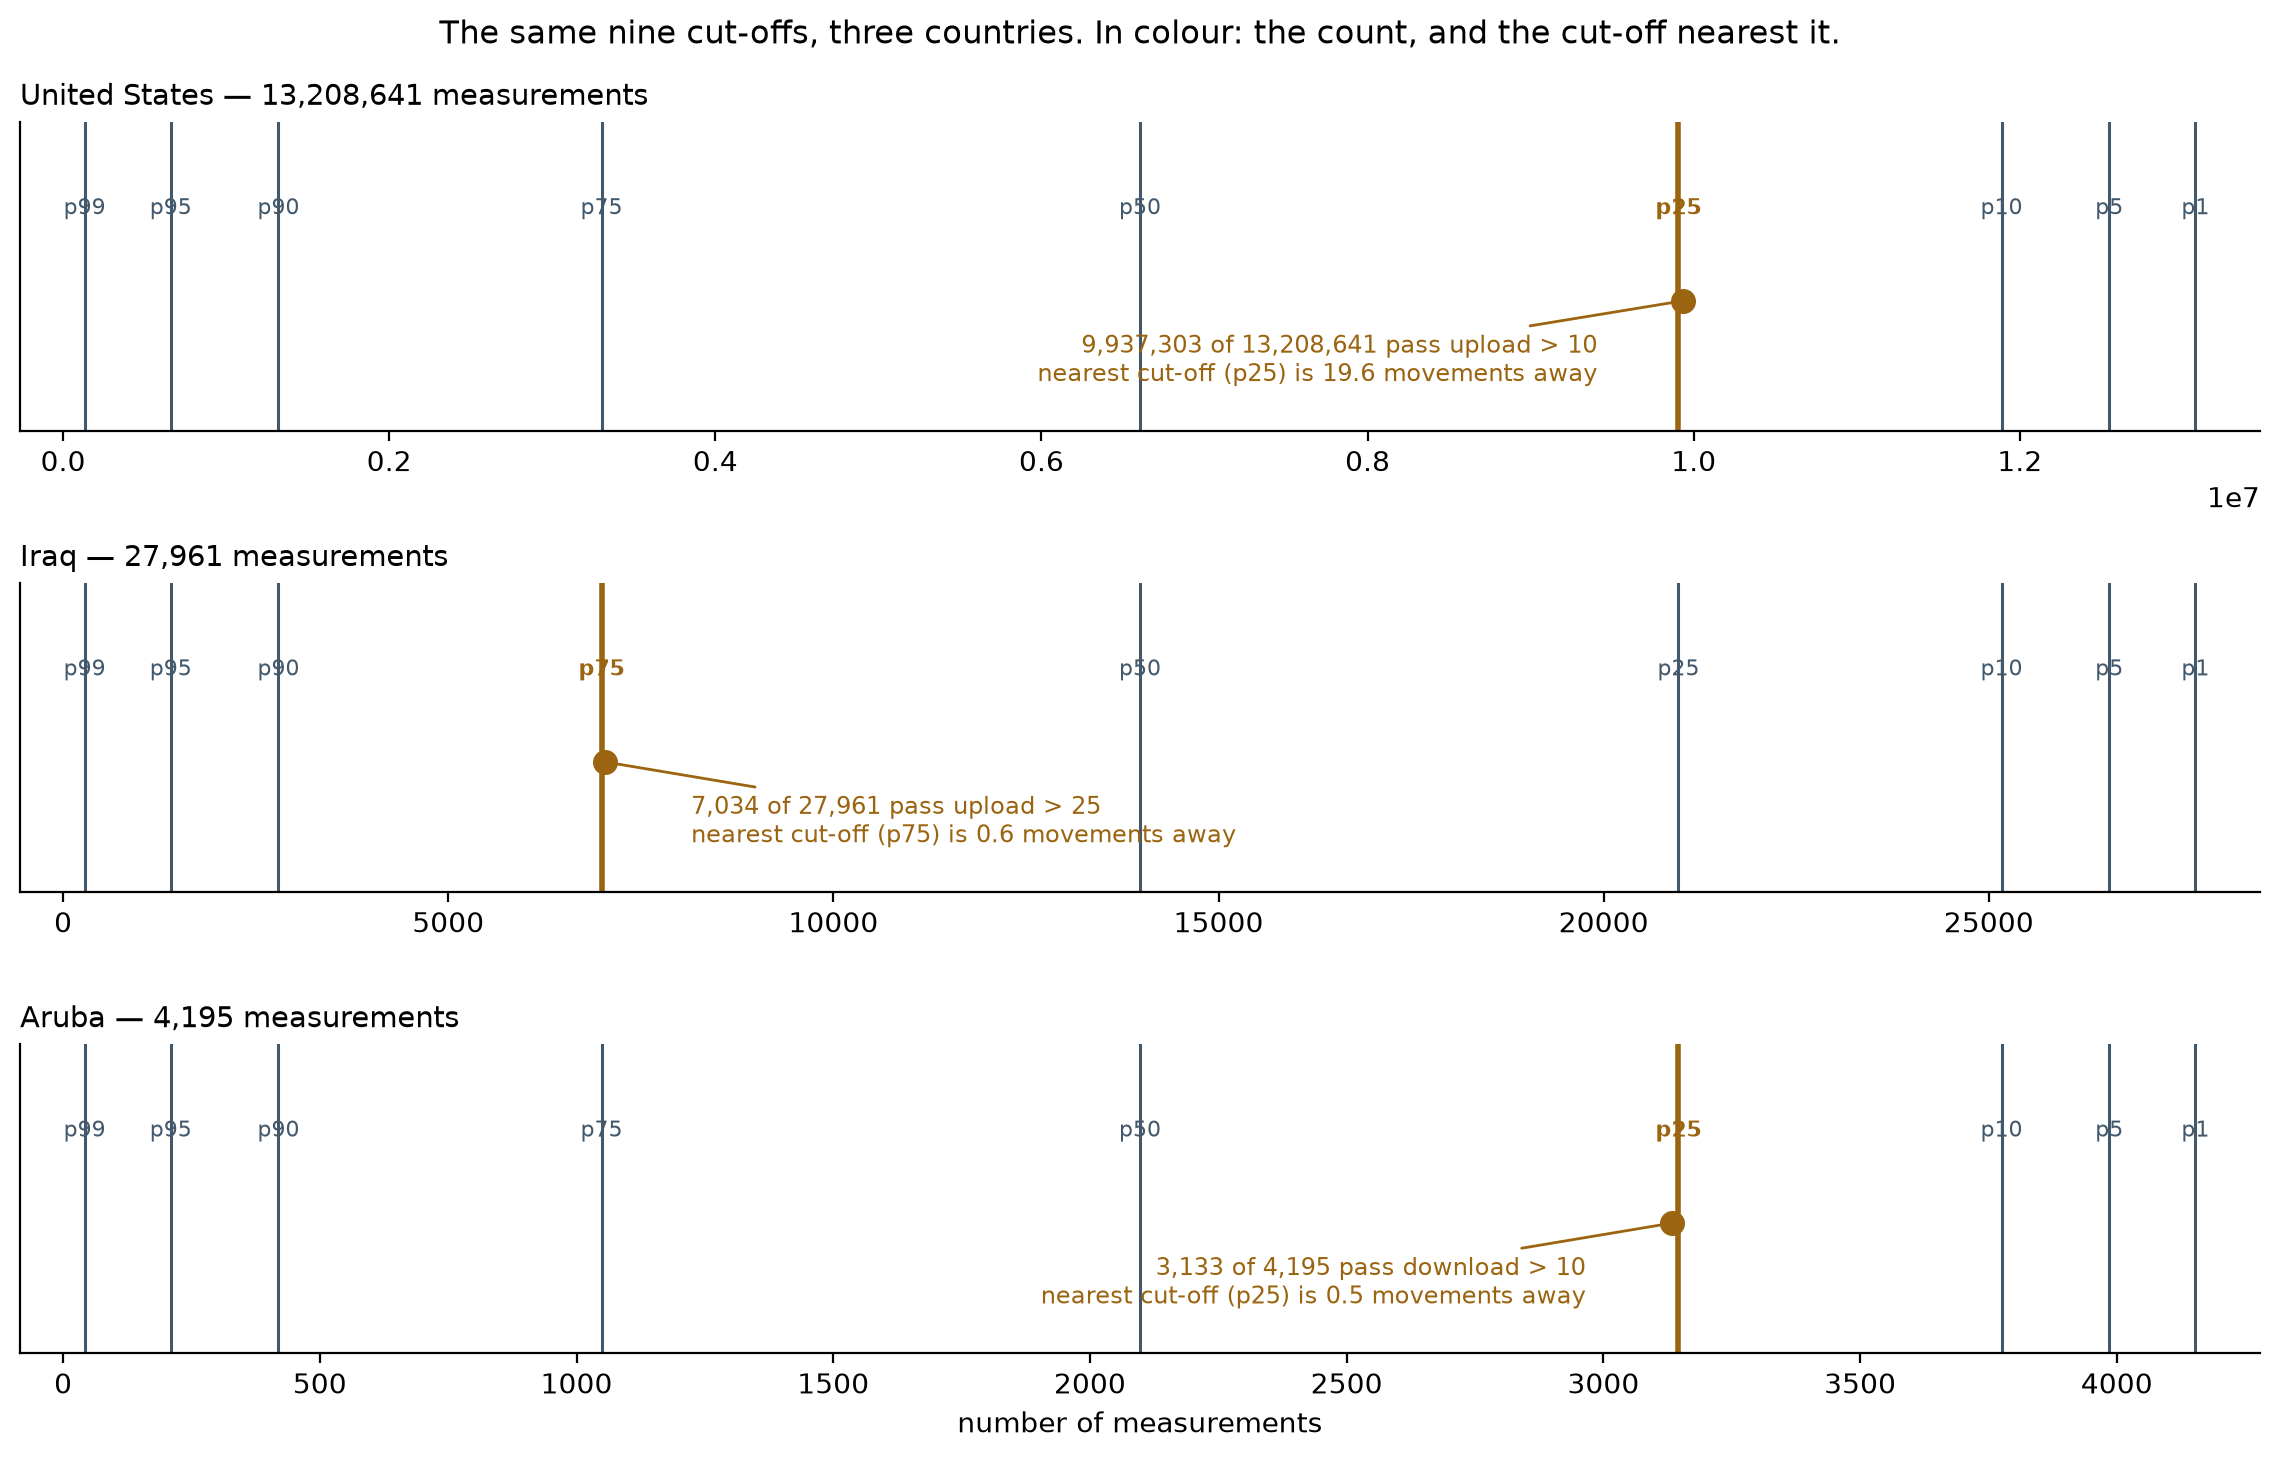 The same nine cut-offs, three countries. In colour: the count, and the cut-off nearest it.
United States — 13,208,641 measurements
p99 p95 p90 p75 p50 p25 p10 p5 p1
9,937,303 of 13,208,641 pass upload > 10
nearest cut-off (p25) is 19.6 movements away
0.0 0.2 0.4 0.6 0.8 1.0 1.2
1e7
Iraq — 27,961 measurements
p99 p95 p90 p75 p50 p25 p10 p5 p1
7,034 of 27,961 pass upload > 25
nearest cut-off (p75) is 0.6 movements away
0 5000 10000 15000 20000 25000
Aruba — 4,195 measurements
p99 p95 p90 p75 p50 p25 p10 p5 p1
3,133 of 4,195 pass download > 10
nearest cut-off (p25) is 0.5 movements away
0 500 1000 1500 2000 2500 3000 3500 4000
number of measurements